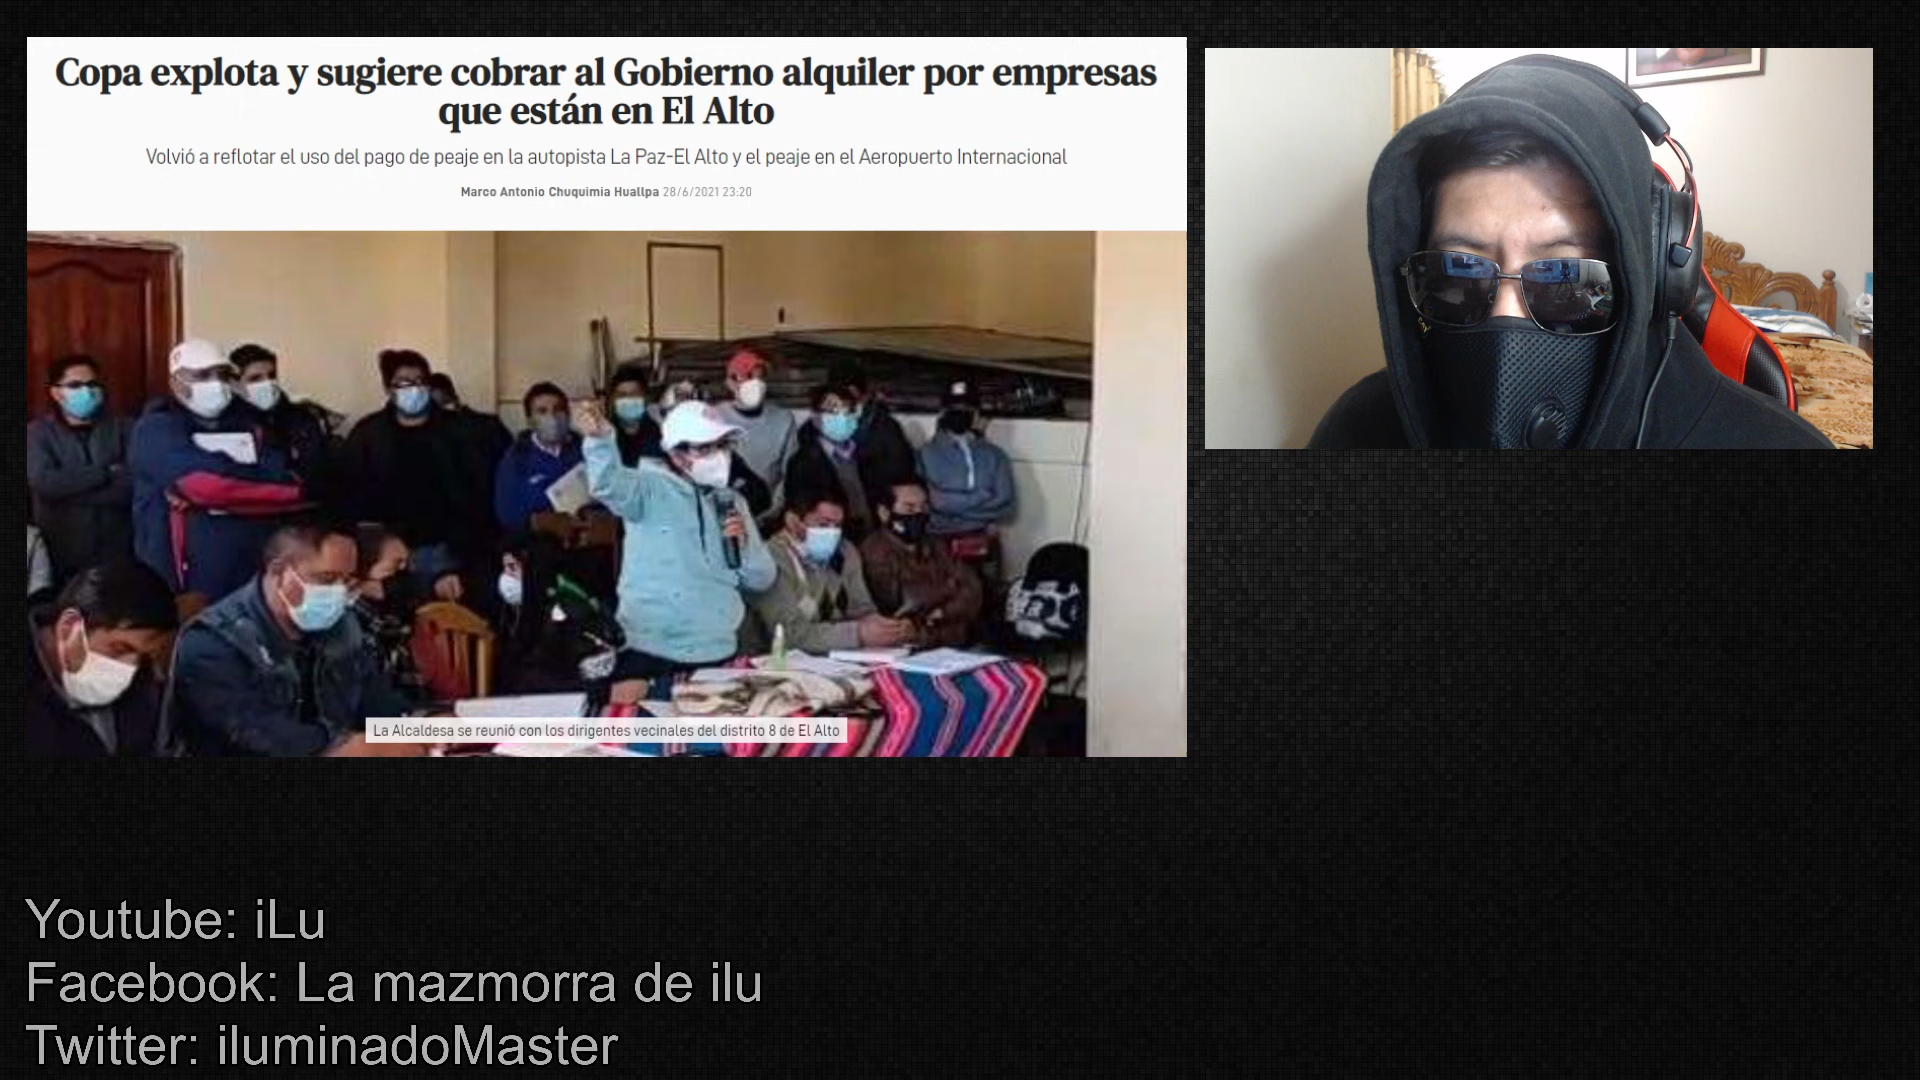 Copa explota y sugiere cobrar al Gobierno alquiler por empresas
que están en El Alto
Volvió a reflotar el uso del pago de peaje en la autopista La Paz-El Alto y el peaje en el Aeropuerto Internacional
Marco Antonio Chuquimia Huallpa 28/6/2021 23:20
La Alcaldesa se reunió con los dirigentes vecinales del distrito 8 de El Alto
Youtube: iLu
Facebook: La mazmorra de ilu
Twitter: iluminadoMaster